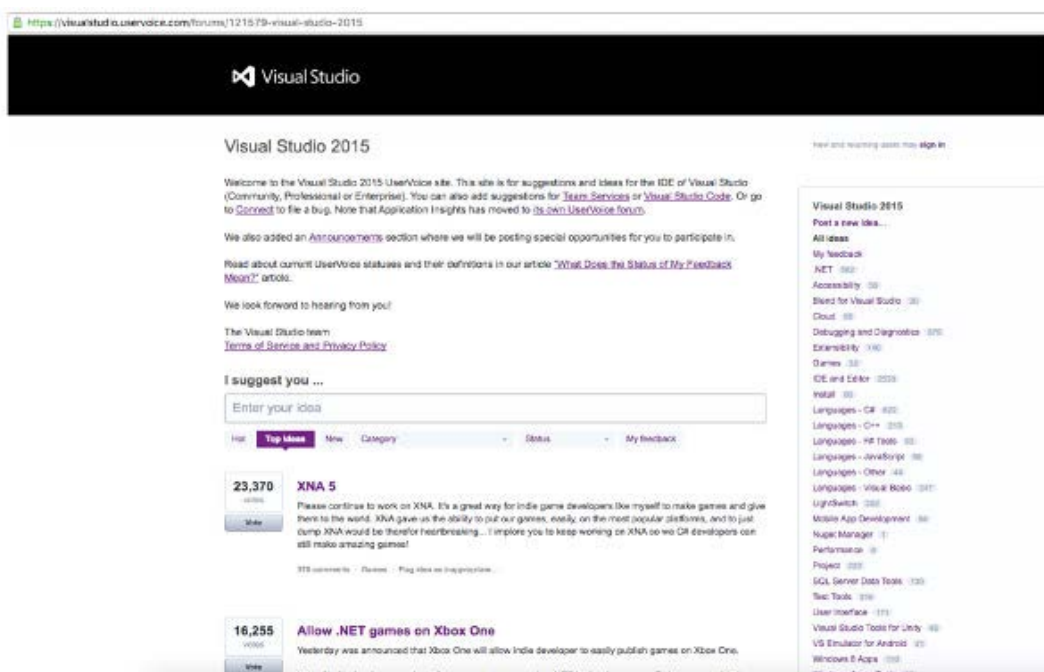 https://visualstudio.uservoice.com/forums/121579-visual-studio-2015
Visual Studio
Visual Studio 2015
New and returning users may sign in
Welcome to the Visual Studio 2015 UserVoice site. This site is for suggestions and ideas for the IDE of Visual Studio
(Community, Professional or Enterprise). You can also add suggestions for Team Services or Visual Studio Code. Or go
to Connect to file a bug. Note that Application Insights has moved to its own UserVoice forum.
We also added an Announcements section where we will be posting special opportunities for you to participate in.
Read about current UserVoice statuses and their definitions in our article "What Does the Status of My Feedback
Mean?" article.
We look forward to hearing from you!
The Visual Studio team
Terms of Service and Privacy Policy
I suggest you ...
Enter your idea
Hot Top ideas New Category Status My feedback
23,370
votes
Vote
XNA 5
Please continue to work on XNA. It's a great way for indie game developers like myself to make games and give
them to the world. XNA gave us the ability to put our games, easily, on the most popular platforms, and to just
dump XNA would be therefor heartbreaking... I implore you to keep working on XNA so we C# developers can
still make amazing games!
comments Games Flag idea as inappropriate...
16,255
votes
Vote
Allow .NET games on Xbox One
Yesterday was announced that Xbox One will allow indie developer to easily publish games on Xbox One.
Visual Studio 2015
Post a new idea...
All ideas
My feedback
.NET
Accessibility
Blend for Visual Studio
Cloud
Debugging and Diagnostics
Extensibility
Games
IDE and Editor
Install
Languages - C#
Languages - C++
Languages - F# Tools
Languages - JavaScript
Languages - Other
Languages - Visual Basic
LightSwitch
Mobile App Development
Nuget Manager
Performance
Project
SQL Server Data Tools
Test Tools
User Interface
Visual Studio Tools for Unity
VS Emulator for Android
Windows 8 Apps